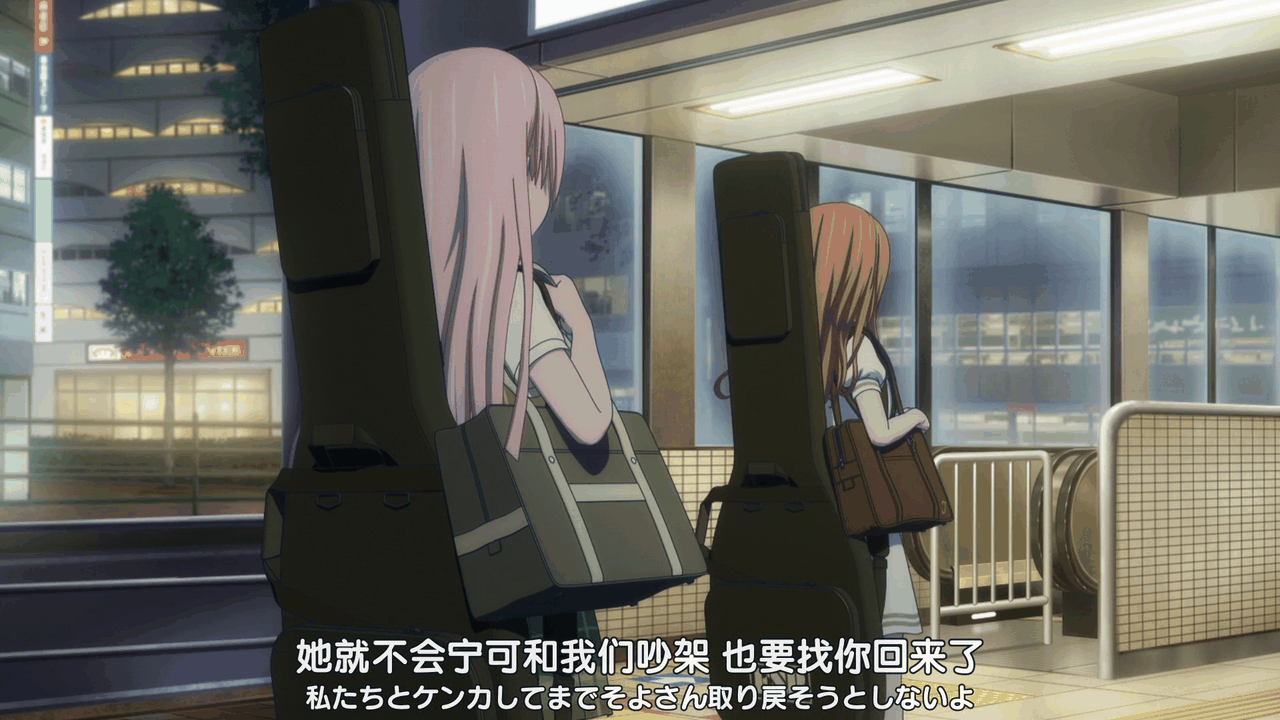 她就不会宁可和我们吵架 也要找你回来了
私たちとケンカしてまでそよさん取り戻そうとしないよ